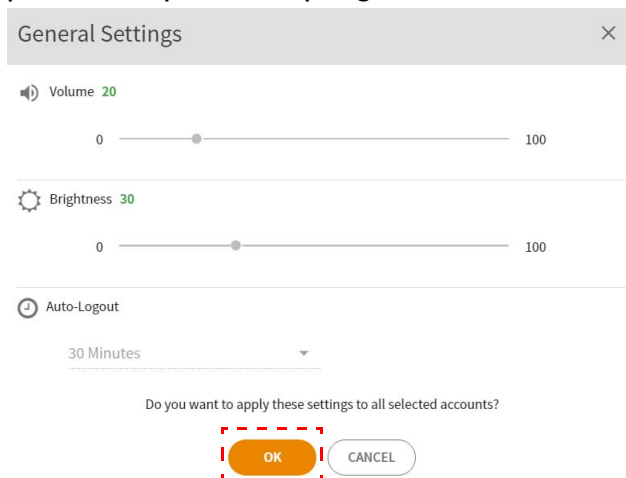 General Settings
Volume 20
0 100
Brightness 30
0 100
Auto-Logout
30 Minutes
Do you want to apply these settings to all selected accounts?
OK CANCEL